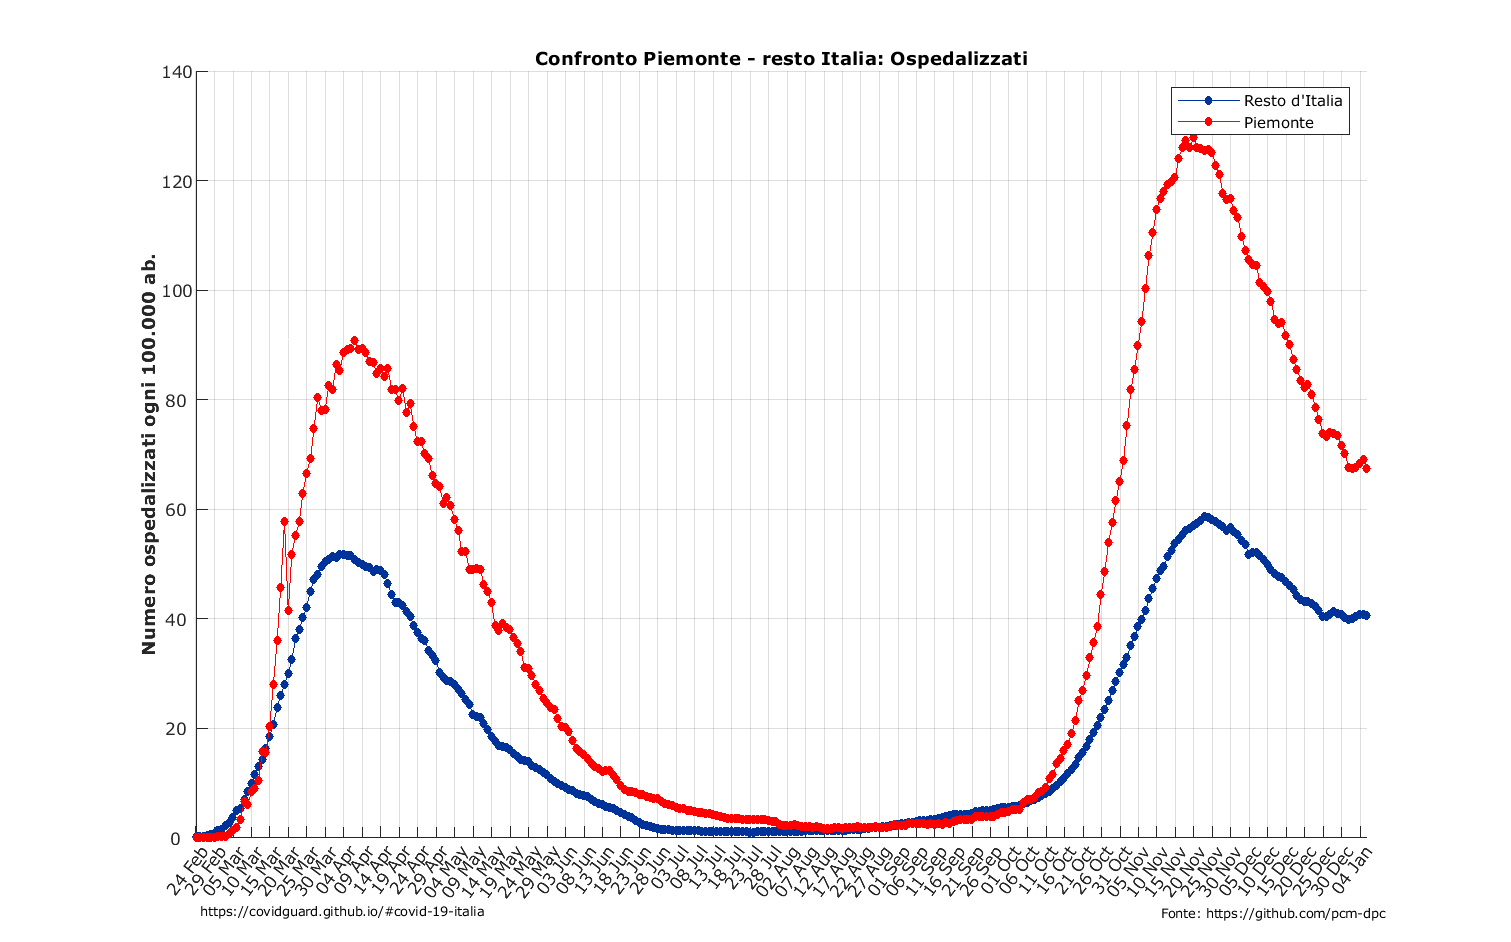 Confronto Piemonte - resto Italia: Ospedalizzati
Numero ospedalizzati ogni 100.000 ab.
140
120
100
80
60
40
20
0
Resto d'Italia
Piemonte
24 Feb
29 Feb
05 Mar
10 Mar
15 Mar
20 Mar
25 Mar
30 Mar
04 Apr
09 Apr
14 Apr
19 Apr
24 Apr
29 Apr
04 May
09 May
14 May
19 May
24 May
29 May
03 Jun
08 Jun
13 Jun
18 Jun
23 Jun
28 Jun
03 Jul
08 Jul
13 Jul
18 Jul
23 Jul
28 Jul
02 Aug
07 Aug
12 Aug
17 Aug
22 Aug
27 Aug
01 Sep
06 Sep
11 Sep
16 Sep
21 Sep
26 Sep
01 Oct
06 Oct
11 Oct
16 Oct
21 Oct
26 Oct
31 Oct
05 Nov
10 Nov
15 Nov
20 Nov
25 Nov
30 Nov
05 Dec
10 Dec
15 Dec
20 Dec
25 Dec
30 Dec
04 Jan
https://covidguard.github.io/#covid-19-italia
Fonte: https://github.com/pcm-dpc